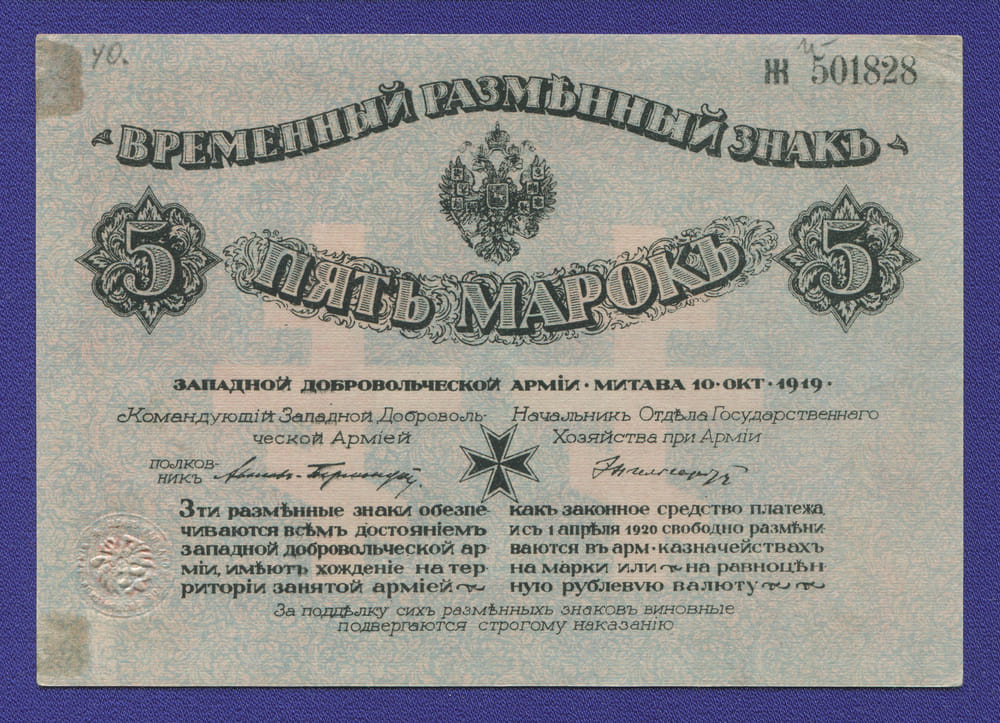 40.
Ж 501828
ВРЕМЕННЫЙ РАЗМѢННЫЙ ЗНАКЪ
5 ПЯТЬ МАРОКЪ 5
ЗАПАДНОЙ ДОБРОВОЛЬЧЕСКОЙ АРМІИ · МИТАВА 10 · ОКТ · 1919 ·
Командующій Западной Доброволь-
ческой Арміей
ПОЛКОВ-
НИКЪ
Начальникъ Отдѣла Государственнаго
Хозяйства при Арміи
Эти размѣнные знаки обезпе-
чиваются всѣмъ достояніемъ
западной добровольческой ар-
міи, имѣютъ хожденіе на тер-
риторіи занятой арміей
какъ законное средство платежа,
и съ 1 апрѣля 1920 свободно размѣни-
ваются въ арм · казначействахъ
на марки или на равноцѣн-
ную рублевую валюту
За поддѣлку сихъ размѣнныхъ знаковъ виновные
подвергаются строгому наказанію